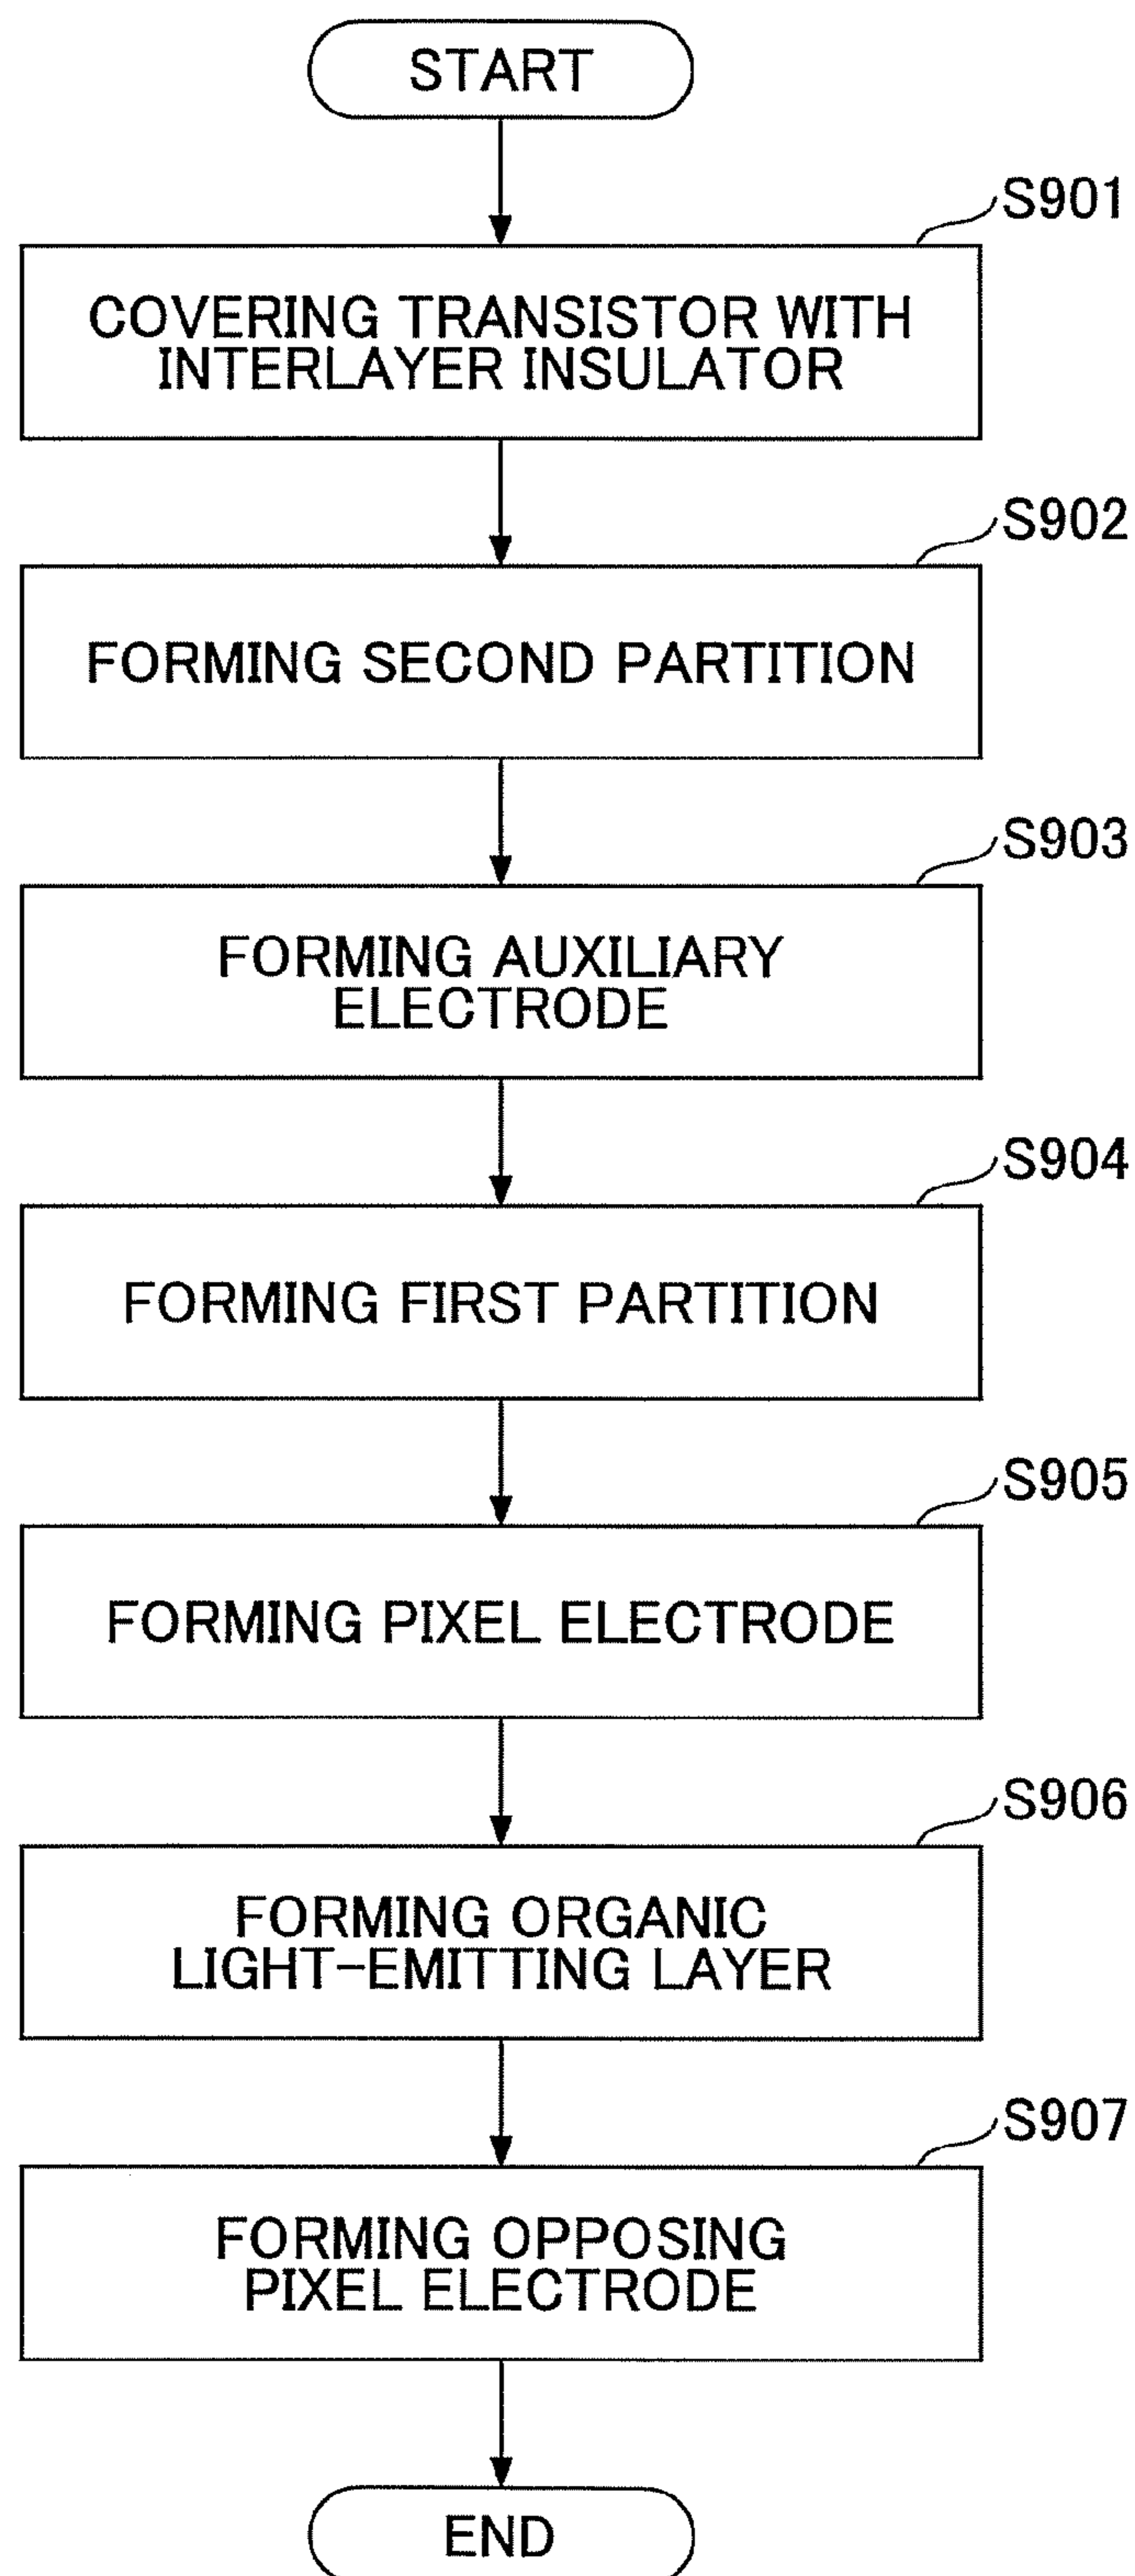 START
S901
COVERING TRANSISTOR WITH
INTERLAYER INSULATOR
S902
FORMING SECOND PARTITION
S903
FORMING AUXILIARY
ELECTRODE
S904
FORMING FIRST PARTITION
S905
FORMING PIXEL ELECTRODE
S906
FORMING ORGANIC
LIGHT-EMITTING LAYER
S907
FORMING OPPOSING
PIXEL ELECTRODE
END